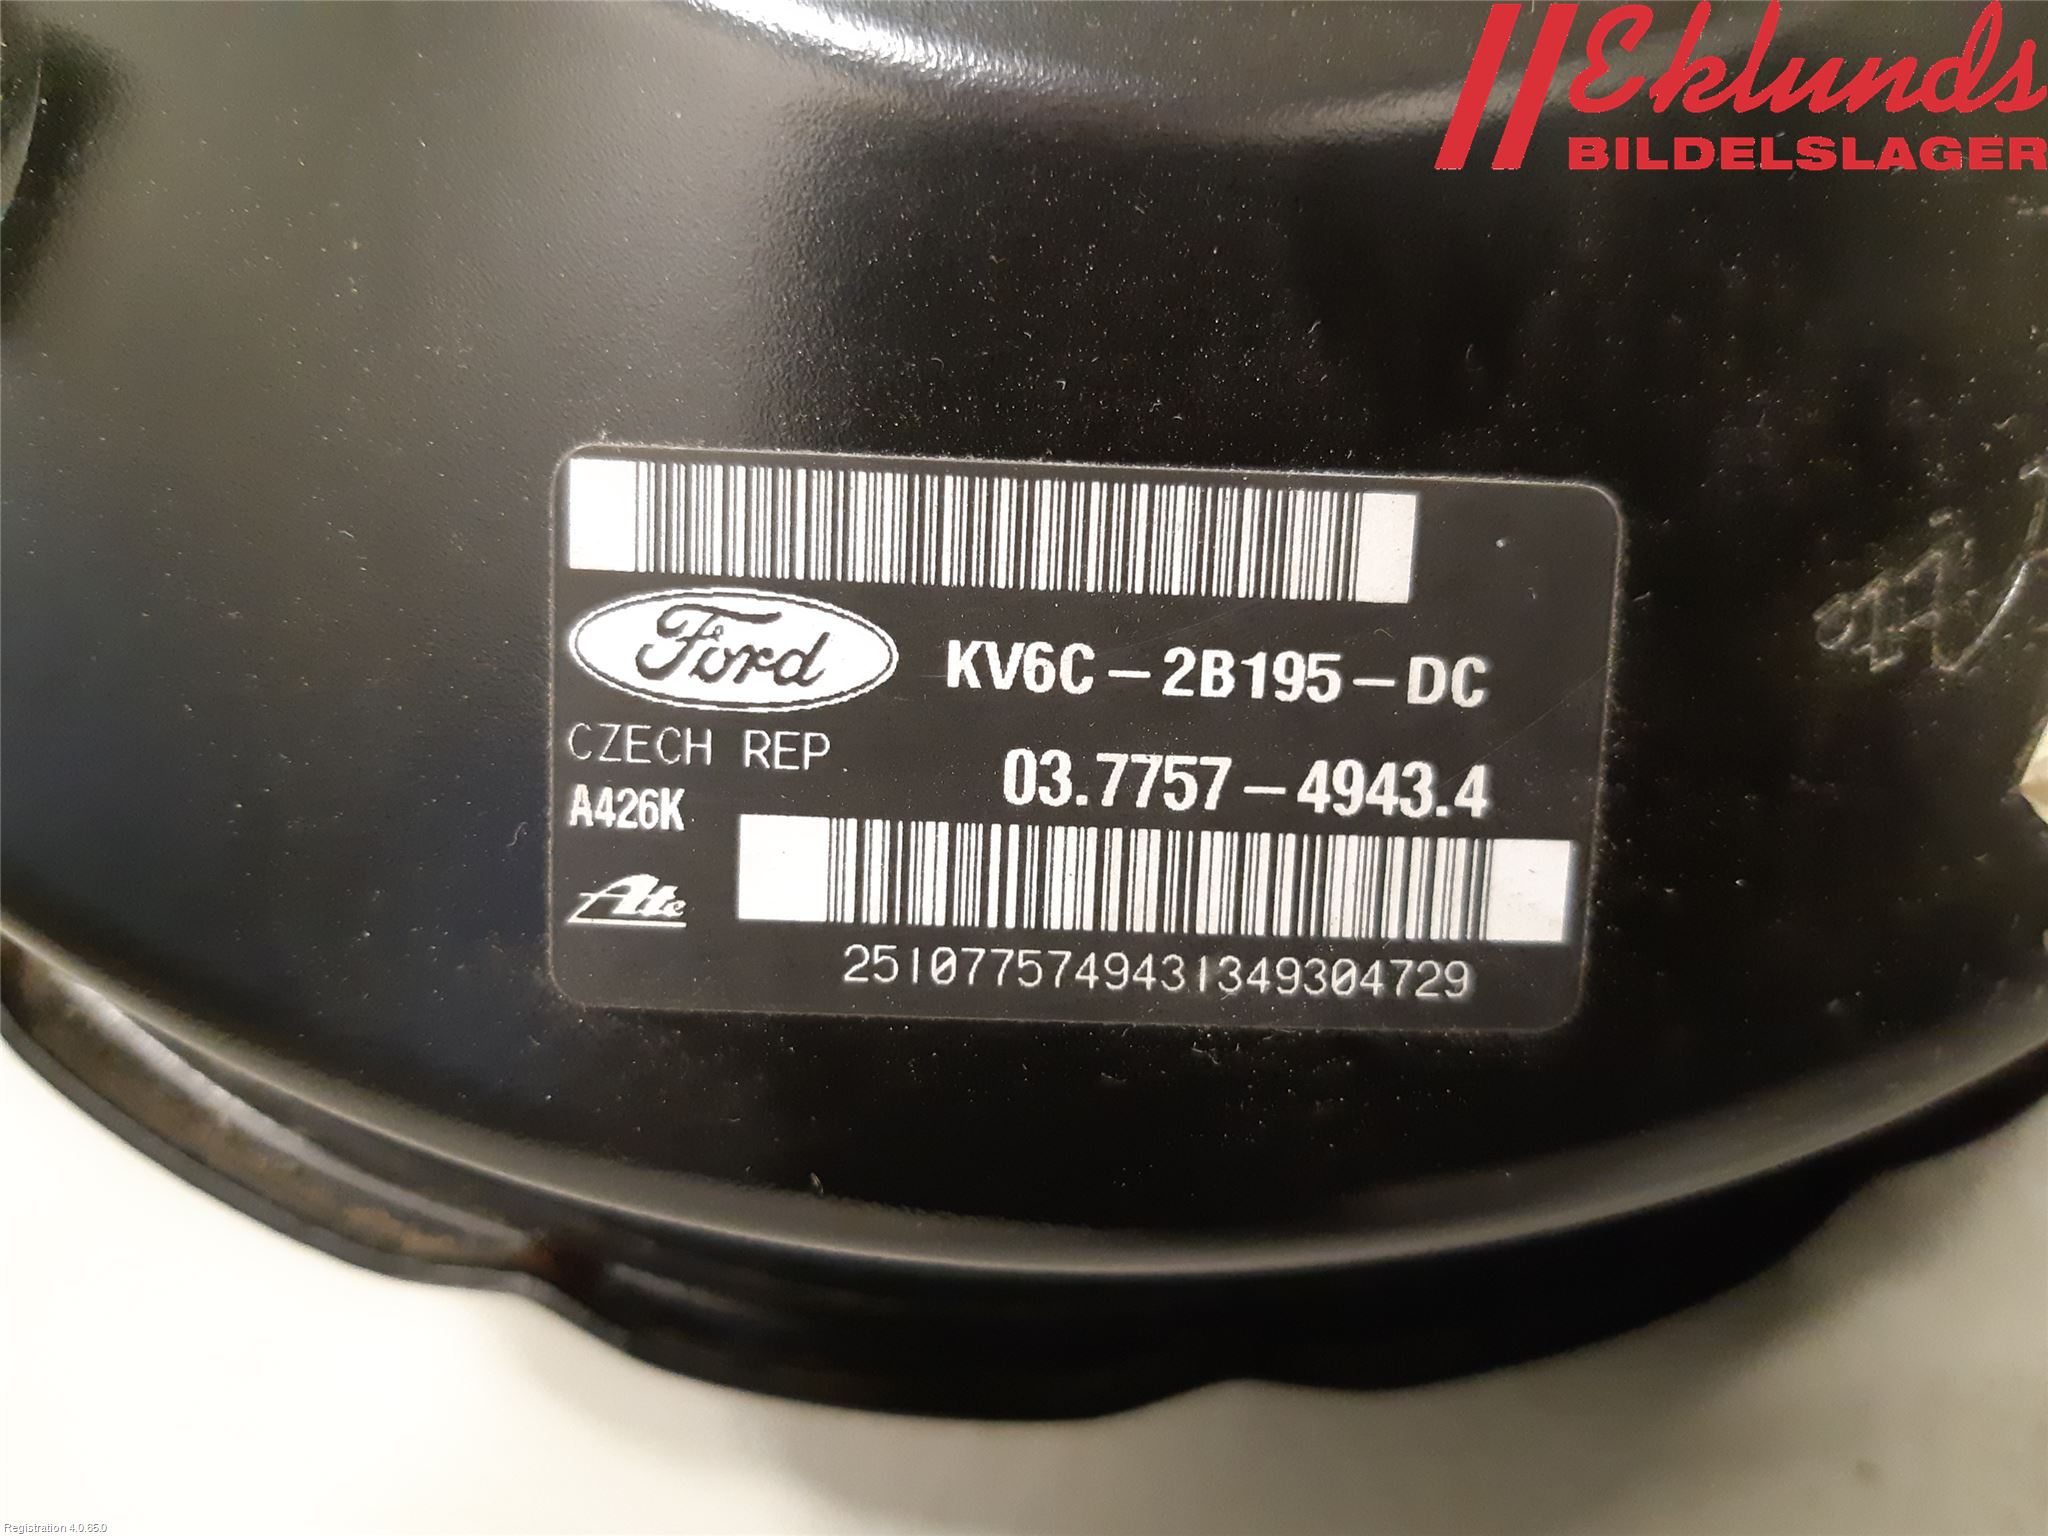 Eklunds
BILDELSLAGER
Ford
KV6C-2B195-DC
CZECH REP
03.7757-4943.4
A426K
Ate
2510775749431349304729
Registration 4.0.65.0